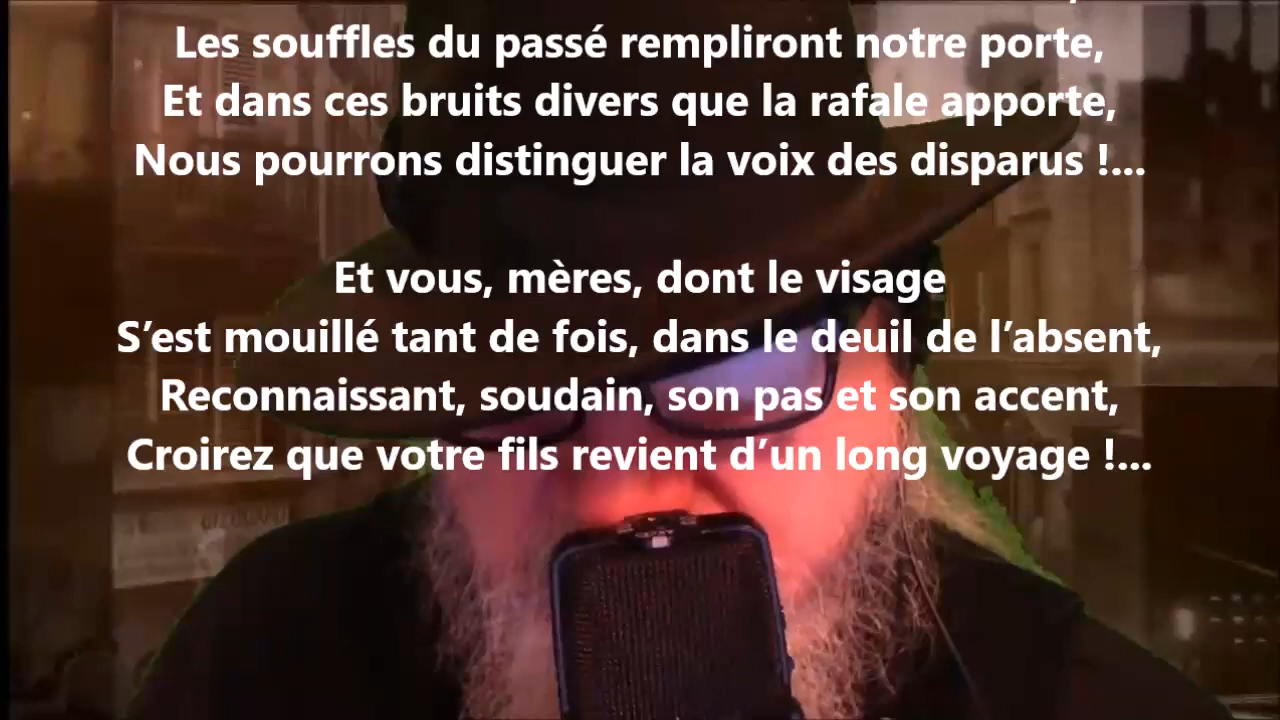 Les souffles du passé rempliront notre porte,
Et dans ces bruits divers que la rafale apporte,
Nous pourrons distinguer la voix des disparus !...
Et vous, mères, dont le visage
S’est mouillé tant de fois, dans le deuil de l’absent,
Reconnaissant, soudain, son pas et son accent,
Croirez que votre fils revient d’un long voyage !...